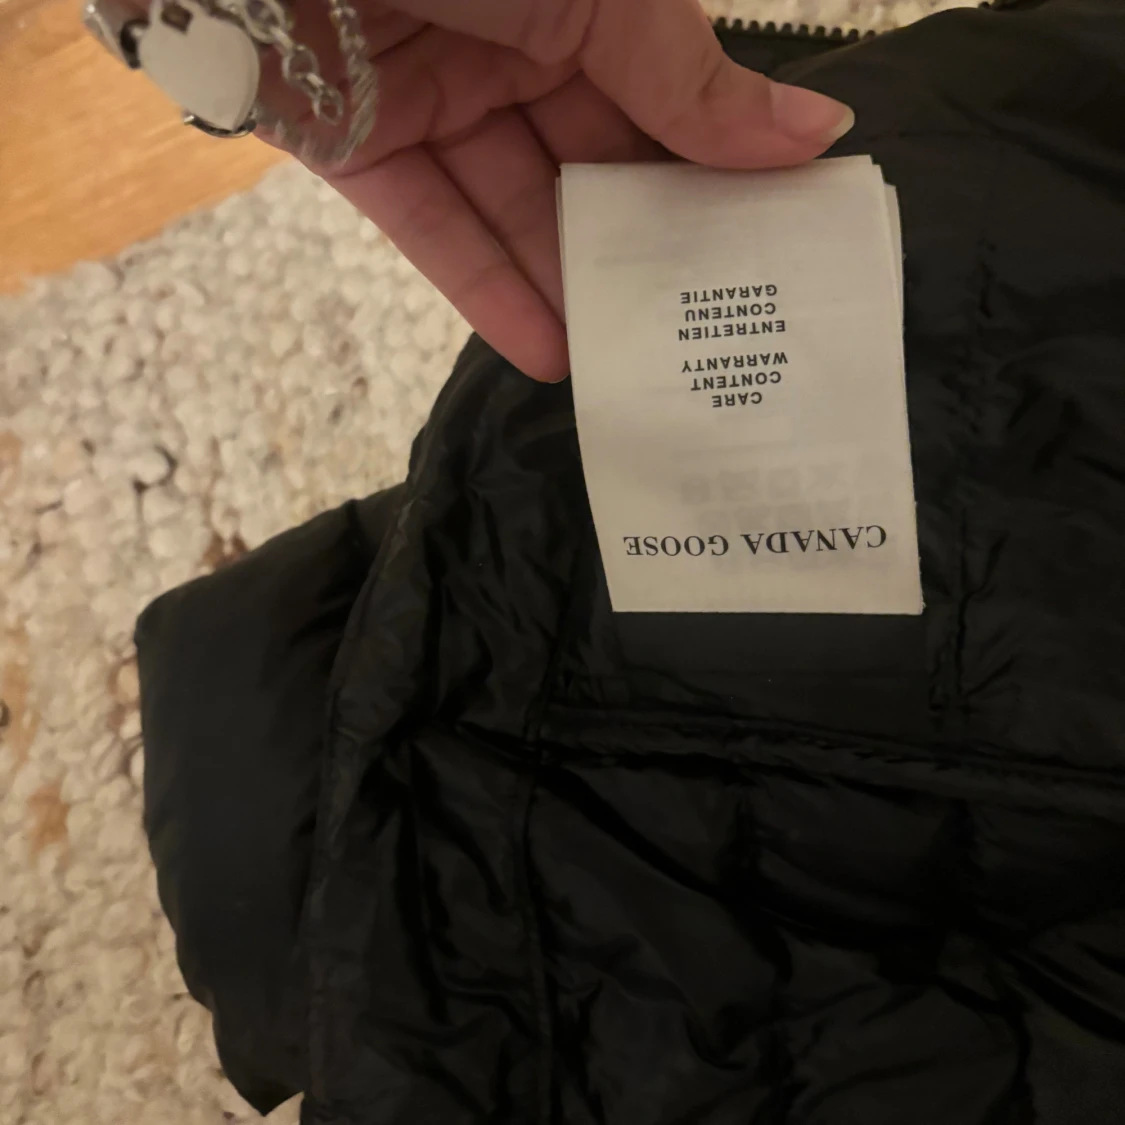 CANADA GOOSE
CARE
CONTENT
WARRANTY
ENTRETIEN
CONTENU
GARANTIE